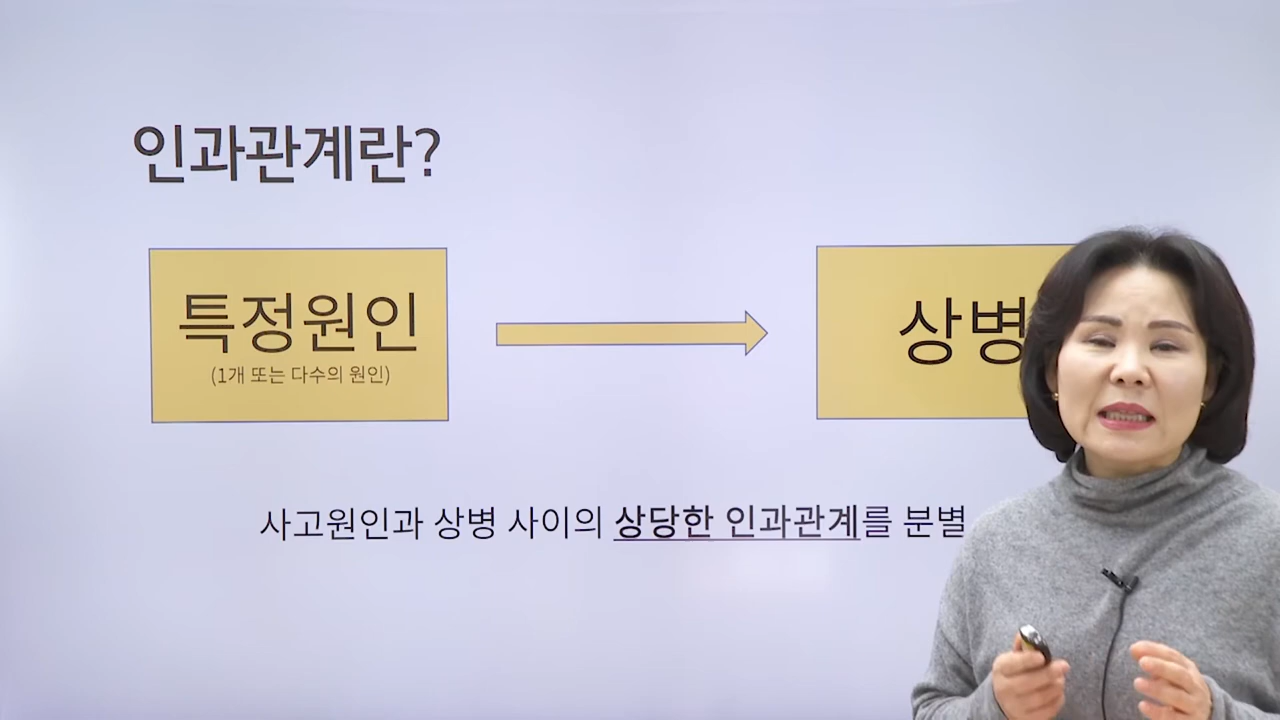 인과관계란?
특정원인
(1개 또는 다수의 원인)
상병
사고원인과 상병 사이의 상당한 인과관계를 분별